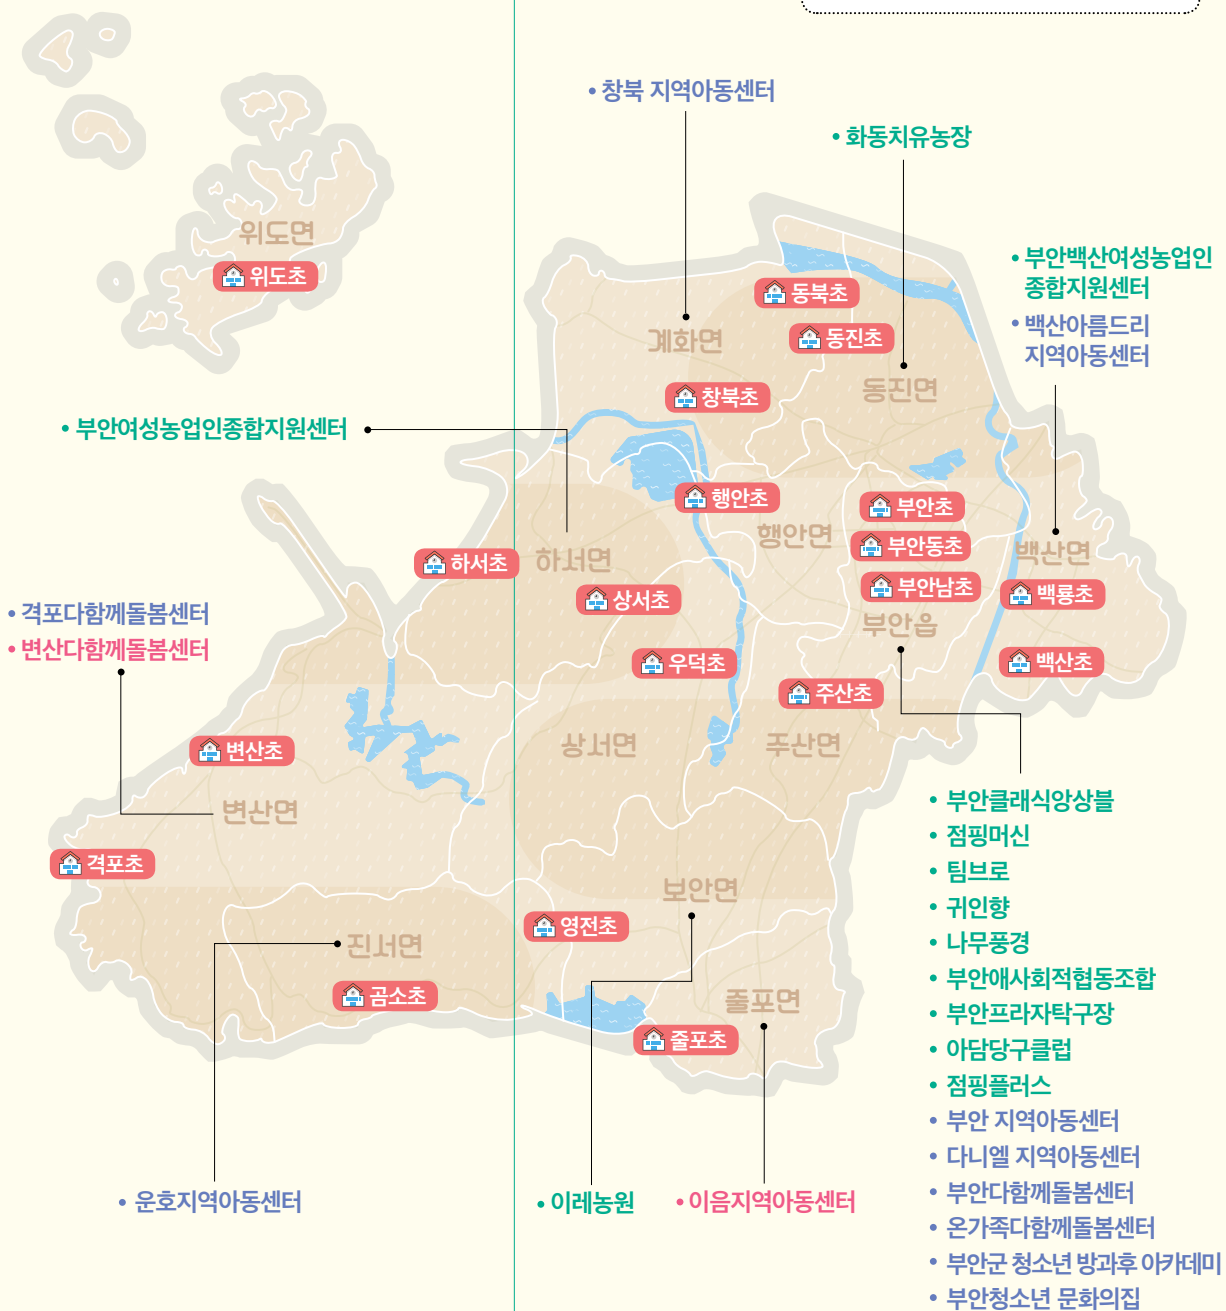 • 창북 지역아동센터
• 화동치유농장
위도면
위도초
• 부안백산여성농업인
종합지원센터
• 백산아름드리
지역아동센터
동북초
동진초
계화면
동진면
창북초
• 부안여성농업인종합지원센터
행안초
부안초
행안면
부안동초
하서초
하서면
백산면
상서초
부안남초
백룡초
• 격포다함께돌봄센터
• 변산다함께돌봄센터
부안읍
우덕초
백산초
주산초
변산초
상서면
주산면
변산면
격포초
보안면
영전초
진서면
곰소초
줄포면
줄포초
• 부안클래식앙상블
• 점핑머신
• 팀브로
• 귀인향
• 나무풍경
• 부안애사회적협동조합
• 부안프라자탁구장
• 아담당구클럽
• 점핑플러스
• 부안 지역아동센터
• 다니엘 지역아동센터
• 부안다함께돌봄센터
• 온가족다함께돌봄센터
• 부안군 청소년 방과후 아카데미
• 부안청소년 문화의집
• 운호지역아동센터
• 이레농원
• 이음지역아동센터